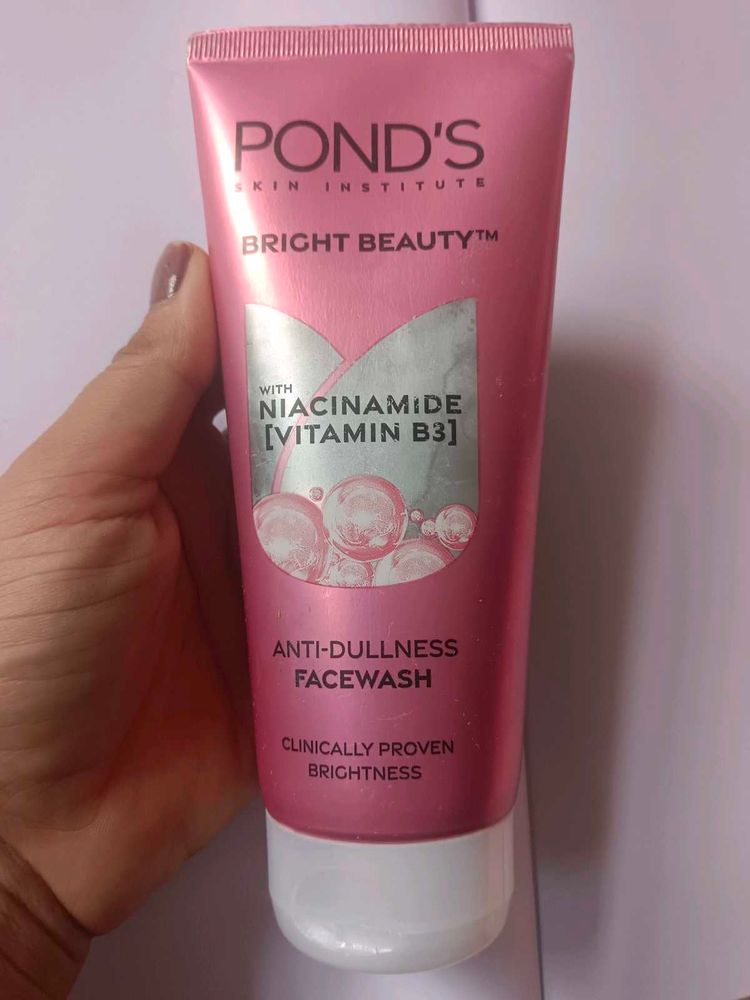 POND'S
SKIN INSTITUTE
BRIGHT BEAUTY™
WITH
NIACINAMIDE
[VITAMIN B3]
ANTI-DULLNESS
FACEWASH
CLINICALLY PROVEN
BRIGHTNESS